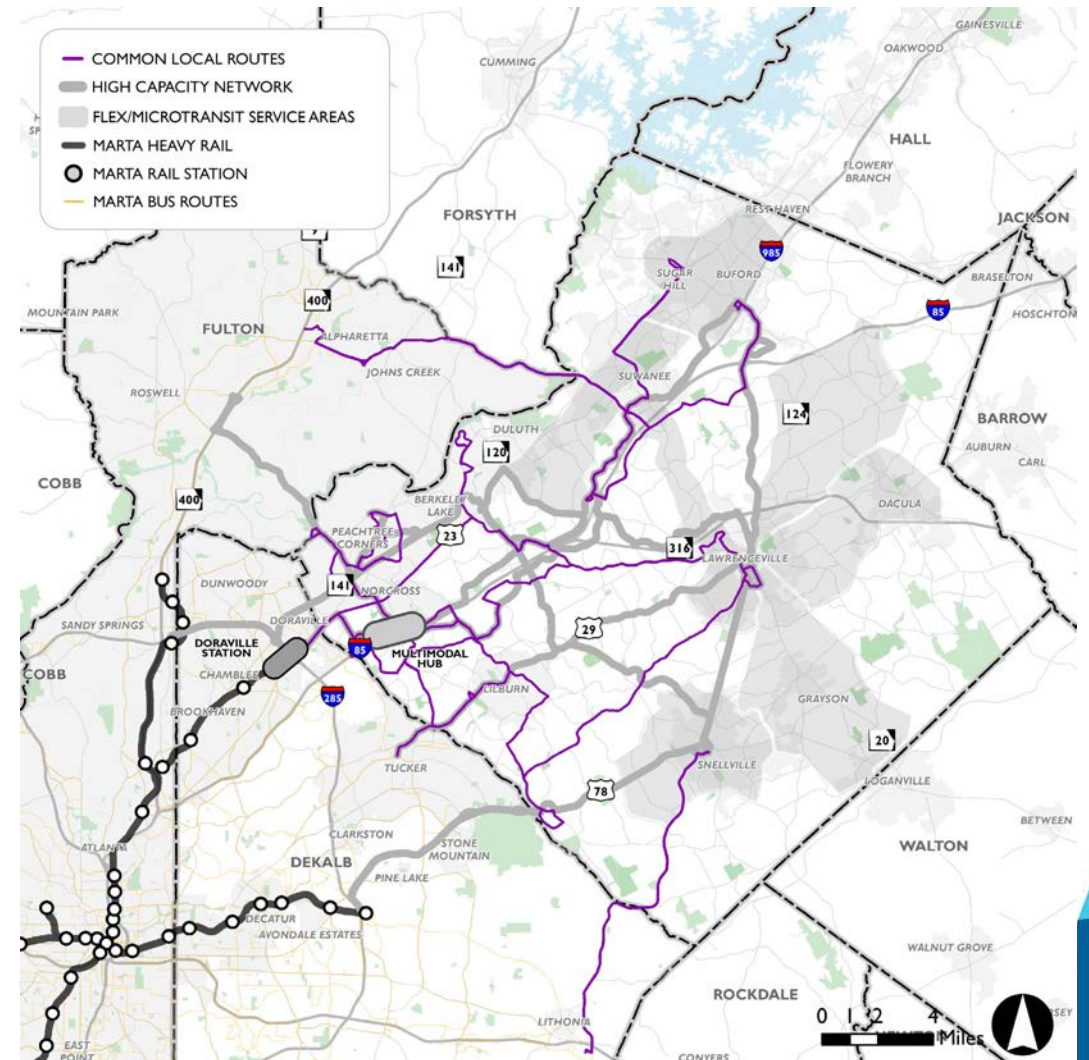 COMMON LOCAL ROUTES
HIGH CAPACITY NETWORK
FLEX/MICROTRANSIT SERVICE AREAS
MARTA HEAVY RAIL
MARTA RAIL STATION
MARTA BUS ROUTES
GAINESVILLE
OAKWOOD
CUMMING
HALL
FLOWERY
BRANCH
FORSYTH
REST HAVEN
JACKSON
141
985
SUGAR
HILL
BUFORD
BRASELTON
400
85
HOSCHTON
MOUNTAIN PARK
FULTON
ALPHARETTA
JOHNS CREEK
SUWANEE
ROSWELL
124
BARROW
DULUTH
AUBURN
120
CARL
COBB
400
BERKELEY
LAKE
DACULA
PEACHTREE
CORNERS
23
316
LAWRENCEVILLE
DUNWOODY
141
NORCROSS
SANDY SPRINGS
DORAVILLE
29
DORAVILLE
STATION
85
MULTIMODAL
HUB
COBB
CHAMBLEE
LILBURN
285
GRAYSON
BROOKHAVEN
20
TUCKER
SNELLVILLE
LOGANVILLE
78
BETWEEN
CLARKSTON
ATLANTA
STONE
MOUNTAIN
WALTON
DEKALB
PINE LAKE
DECATUR
AVONDALE ESTATES
WALNUT GROVE
ROCKDALE
LITHONIA
0 1 2 4
Miles
EAST
POINT
CONYERS